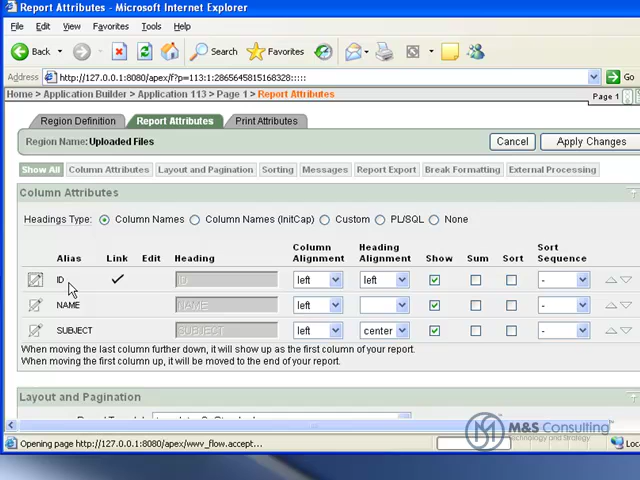 Report Attributes - Microsoft Internet Explorer
File Edit View Favorites Tools Help
Back Search Favorites
Address http://127.0.0.1:8080/apex/f?p=113:1:2865645815168328::::: Go
Home > Application Builder > Application 113 > Page 1 > Report Attributes Page 1
Region Definition Report Attributes Print Attributes
Region Name: Uploaded Files Cancel Apply Changes
Show All Column Attributes Layout and Pagination Sorting Messages Report Export Break Formatting External Processing
Column Attributes
Headings Type: Column Names Column Names (InitCap) Custom PL/SQL None
Alias Link Edit Heading Column Alignment Heading Alignment Show Sum Sort Sort Sequence
ID ID left left -
NAME NAME left -
SUBJECT SUBJECT left center -
When moving the last column further down, it will show up as the first column of your report.
When moving the first column up, it will be moved to the end of your report.
Layout and Pagination
M&S Consulting
Technology and Strategy
Opening page http://127.0.0.1:8080/apex/wwv_flow.accept... Loc